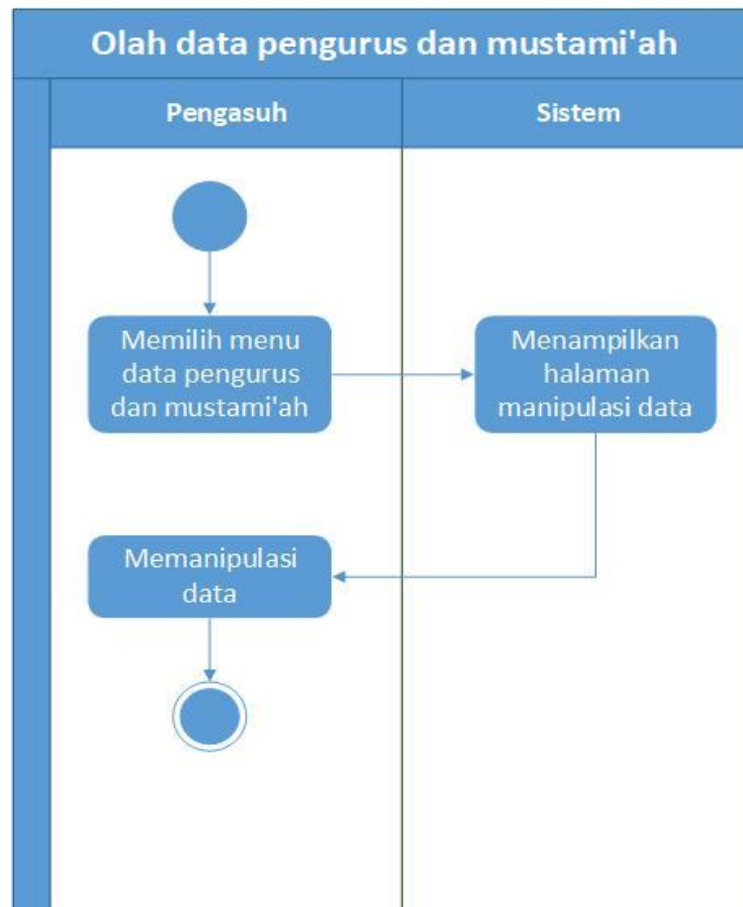 Olah data pengurus dan mustami'ah
Pengasuh
Sistem
Memilih menu
data pengurus
dan mustami'ah
Menampilkan
halaman
manipulasi data
Memanipulasi
data